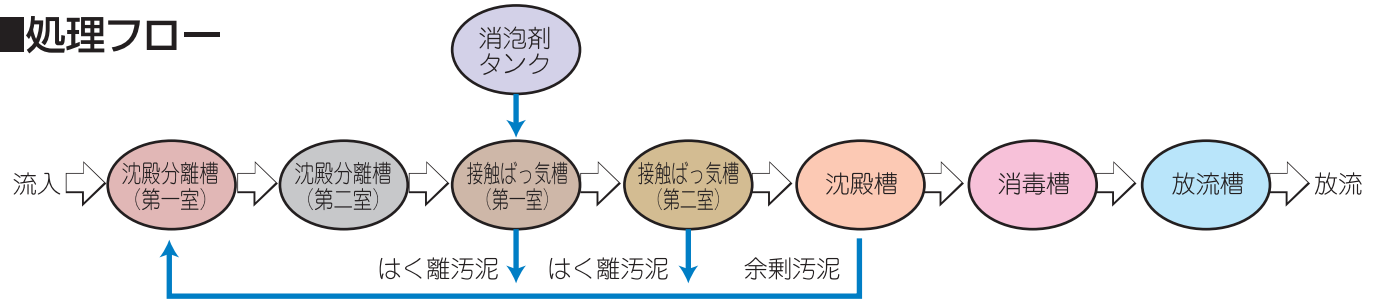 ■処理フロー
消泡剤
タンク
流入
沈殿分離槽
（第一室）
沈殿分離槽
（第二室）
接触ばっ気槽
（第一室）
接触ばっ気槽
（第二室）
沈殿槽
消毒槽
放流槽
放流
はく離汚泥
はく離汚泥
余剰汚泥